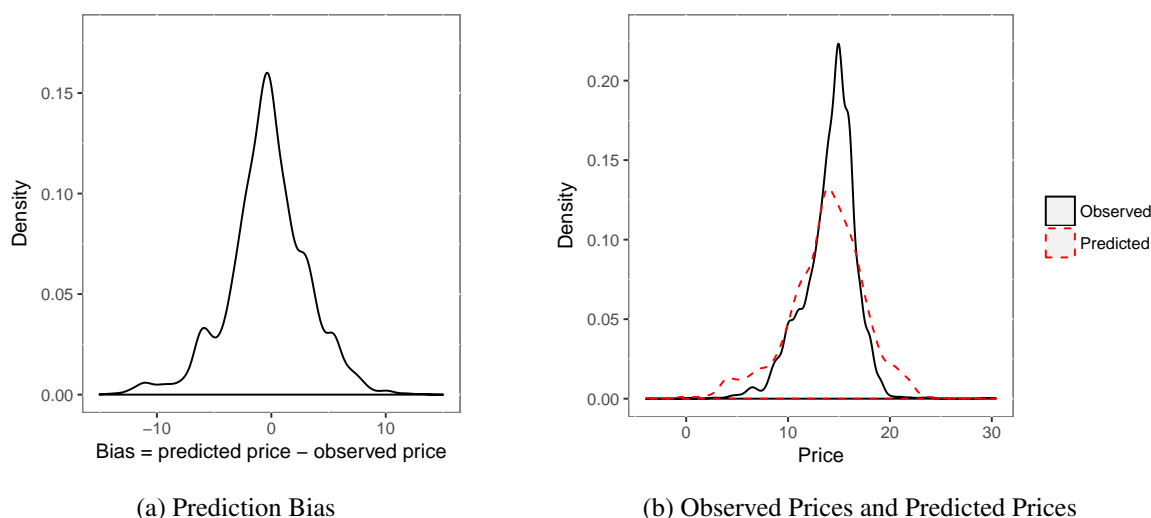 0.15
0.10
0.05
0.00
Density
−10
0
10
Bias = predicted price − observed price
(a) Prediction Bias
0.20
0.15
0.10
0.05
0.00
Density
0
10
20
30
Price
Observed
Predicted
(b) Observed Prices and Predicted Prices